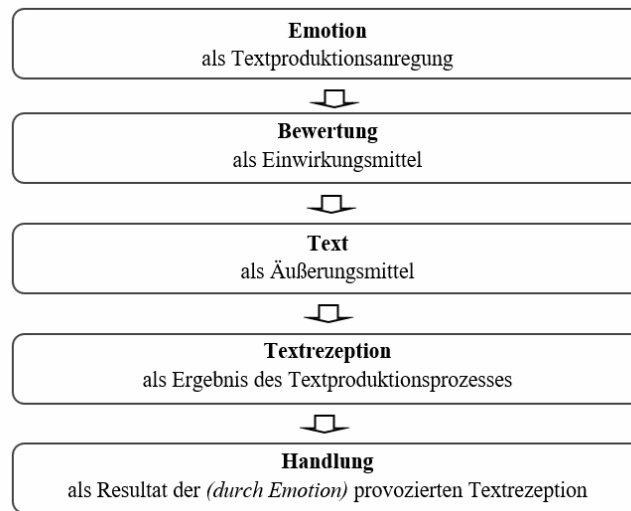 Emotion
als Textproduktionsanregung
Bewertung
als Einwirkungsmittel
Text
als Äußerungsmittel
Textrezeption
als Ergebnis des Textproduktionsprozesses
Handlung
als Resultat der (durch Emotion) provozierten Textrezeption